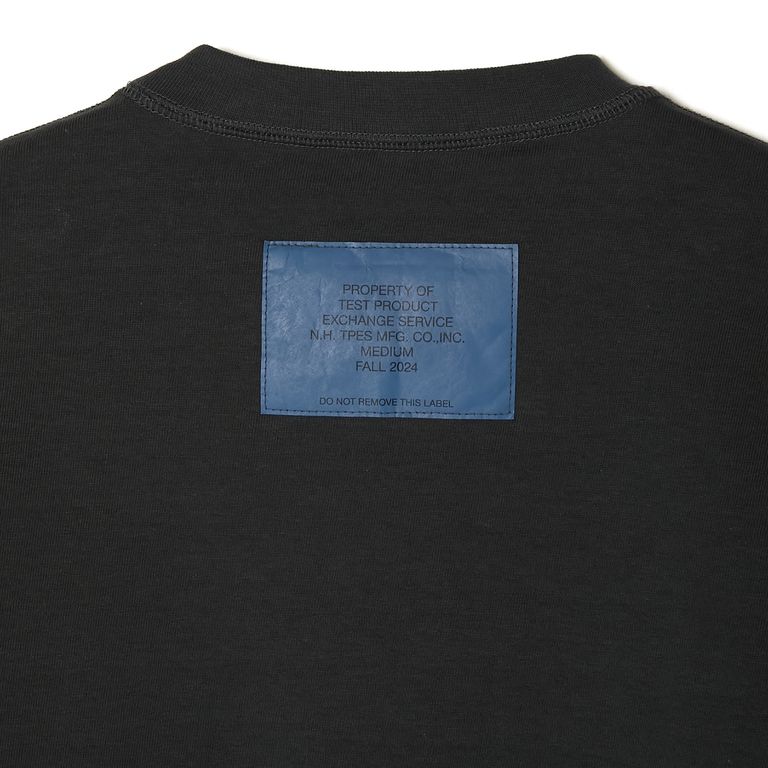 PROPERTY OF
TEST PRODUCT
EXCHANGE SERVICE
N.H. TPES MFG. CO.,INC.
MEDIUM
FALL 2024
DO NOT REMOVE THIS LABEL